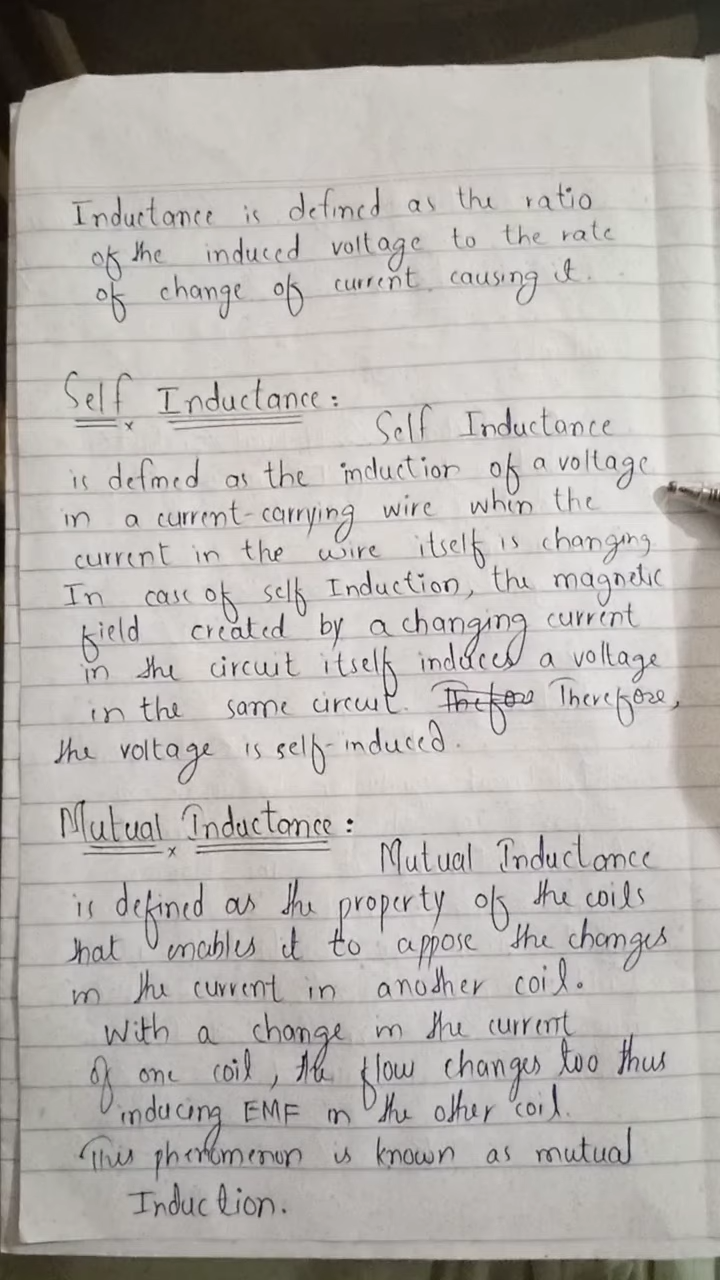 Inductance is defined as the ratio
of the induced voltage to the rate
of change of current causing it.
Self Inductance:
Self Inductance
is defined as the induction of a voltage
in a current-carrying wire when the
current in the wire itself is changing
In case of self Induction, the magnetic
field created by a changing current
in the circuit itself induces a voltage
in the same circuit. Therefore,
the voltage is self-induced.
Mutual Inductance:
Mutual Inductance
is defined as the property of the coils
that enables it to appose the changes
in the current in another coil.
With a change in the current
of one coil, the flow changes too thus
inducing EMF in the other coil.
This phenomenon is known as mutual
Induction.